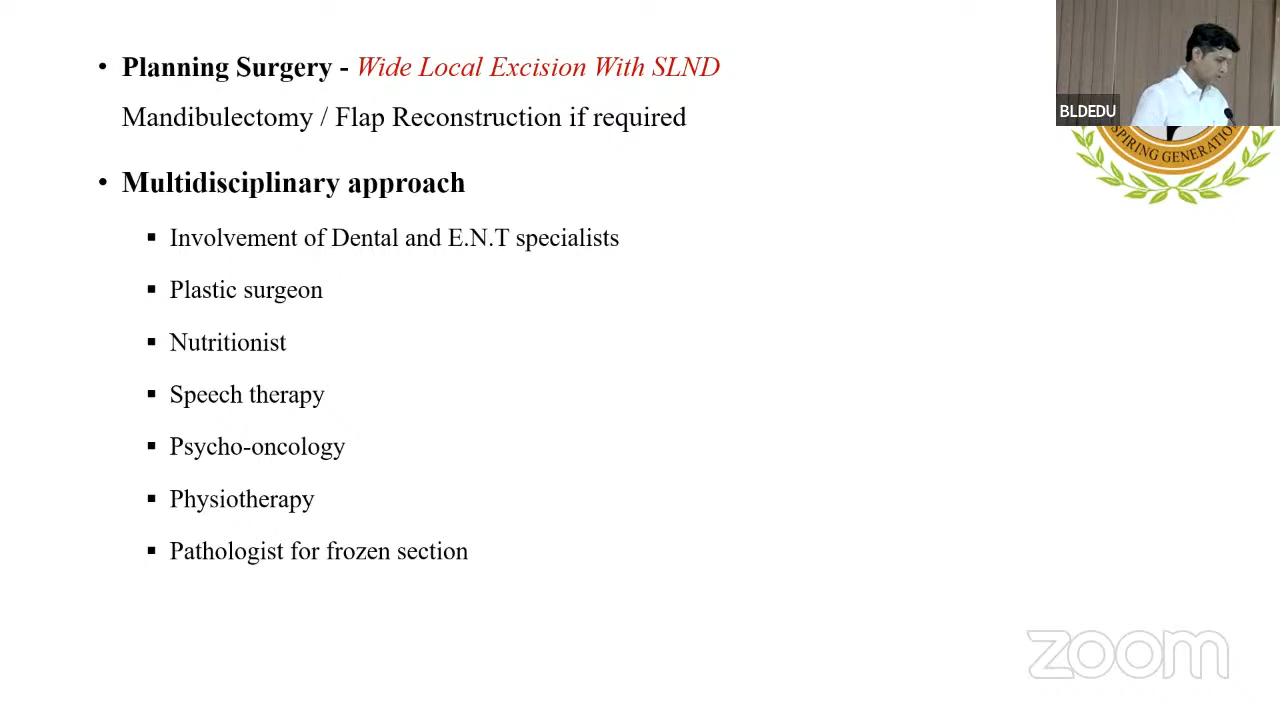 • Planning Surgery - Wide Local Excision With SLND
Mandibulectomy / Flap Reconstruction if required
• Multidisciplinary approach
▪ Involvement of Dental and E.N.T specialists
▪ Plastic surgeon
▪ Nutritionist
▪ Speech therapy
▪ Psycho-oncology
▪ Physiotherapy
▪ Pathologist for frozen section
BLDEDU
SPIRING GENERATION
zoom